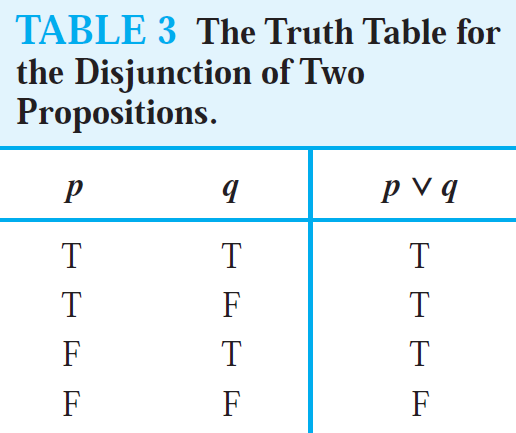 TABLE 3 The Truth Table for
the Disjunction of Two
Propositions.
p q p ∨ q
T T T
T F T
F T T
F F F